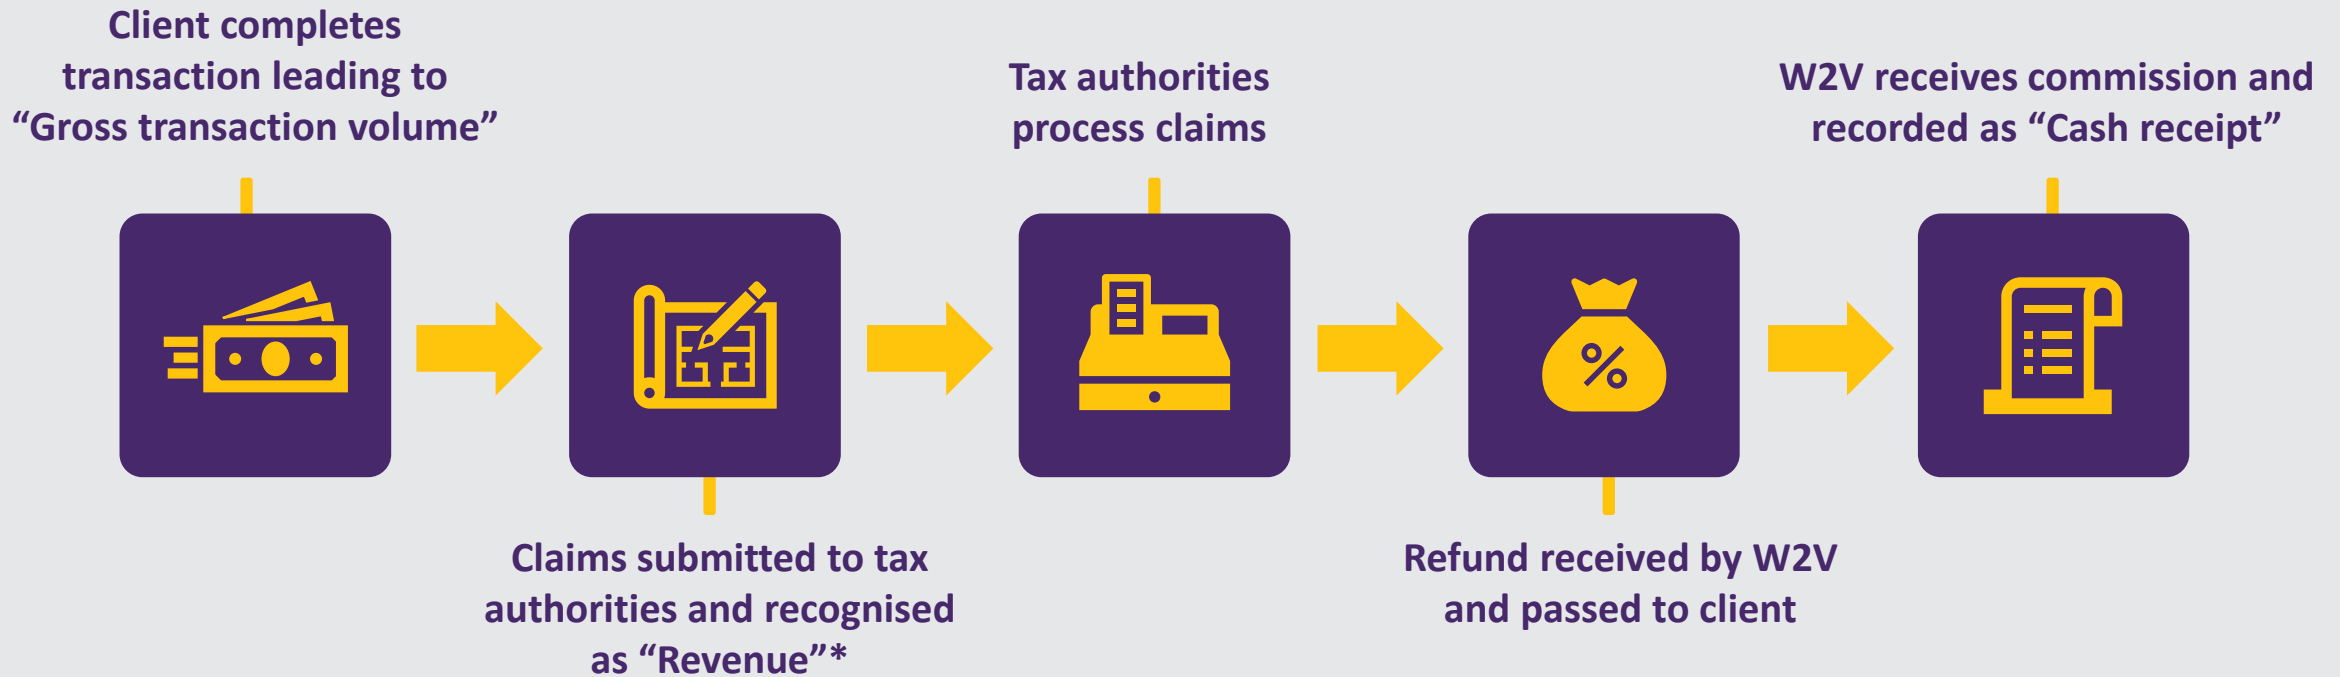 Client completes
transaction leading to
“Gross transaction volume”
Claims submitted to tax
authorities and recognised
as “Revenue”*
Tax authorities
process claims
Refund received by W2V
and passed to client
W2V receives commission and
recorded as “Cash receipt”
%